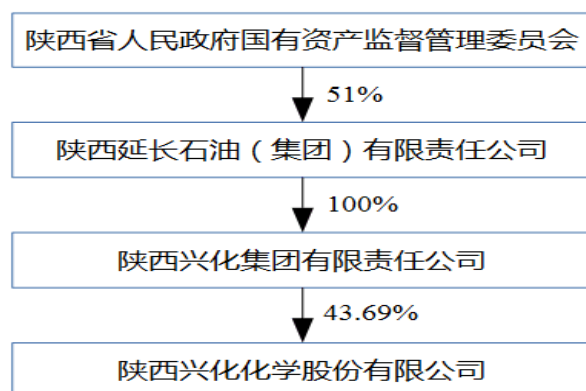 陕西省人民政府国有资产监督管理委员会
51%
陕西延长石油（集团）有限责任公司
100%
陕西兴化集团有限责任公司
43.69%
陕西兴化化学股份有限公司